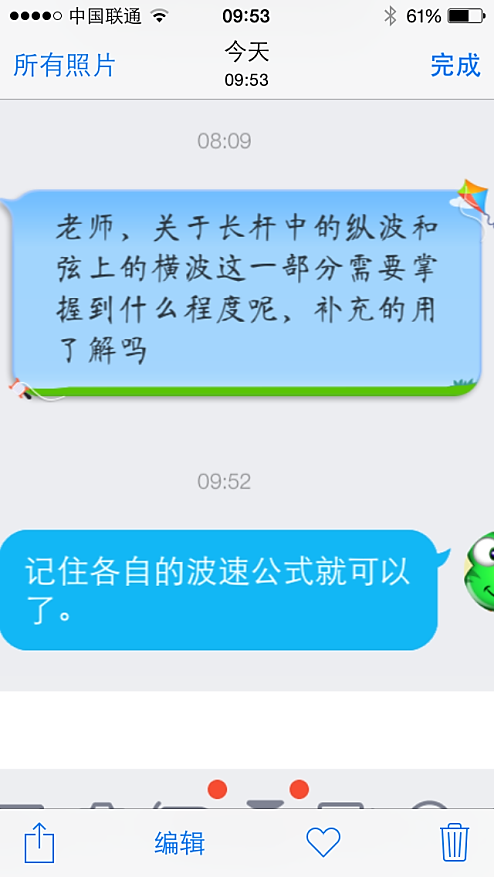 中国联通 09:53 61%
所有照片 今天 完成
09:53
08:09
老师，关于长杆中的纵波和
弦上的横波这一部分需要掌
握到什么程度呢，补充的用
了解吗
09:52
记住各自的波速公式就可以
了。
编辑